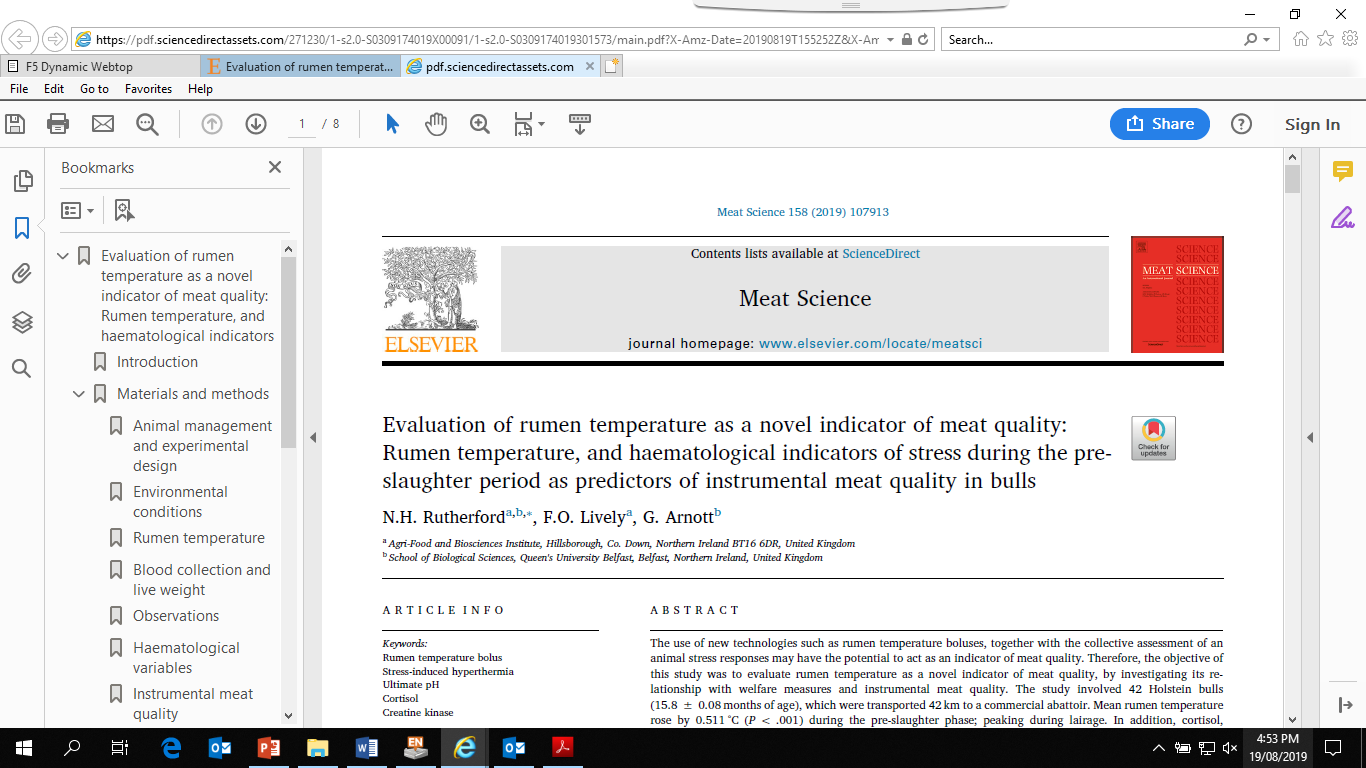 https://pdf.sciencedirectassets.com/271230/1-s2.0-S0309174019X00091/1-s2.0-S0309174019301573/main.pdf?X-Amz-Date=20190819T155252Z&X-Am
Search...
F5 Dynamic Webtop
Evaluation of rumen temperat...
pdf.sciencedirectassets.com
File Edit Go to Favorites Help
1 / 8
Share
Sign In
Bookmarks
Evaluation of rumen
temperature as a novel
indicator of meat quality:
Rumen temperature, and
haematological indicators
Introduction
Materials and methods
Animal management
and experimental
design
Environmental
conditions
Rumen temperature
Blood collection and
live weight
Observations
Haematological
variables
Instrumental meat
quality
Meat Science 158 (2019) 107913
ELSEVIER
Contents lists available at ScienceDirect
Meat Science
journal homepage: www.elsevier.com/locate/meatsci
SCIENCE
SCIENCE
MEAT SCIENCE
SCIENCE
SCIENCE
SCIENCE
SCIENCE
SCIENCE
SCIENCE
SCIENCE
Evaluation of rumen temperature as a novel indicator of meat quality:
Rumen temperature, and haematological indicators of stress during the pre-
slaughter period as predictors of instrumental meat quality in bulls
Check for
updates
N.H. Rutherforda,b,*, F.O. Livelya, G. Arnottb
a Agri-Food and Biosciences Institute, Hillsborough, Co. Down, Northern Ireland BT16 6DR, United Kingdom
b School of Biological Sciences, Queen's University Belfast, Belfast, Northern Ireland, United Kingdom
ARTICLE INFO
Keywords:
Rumen temperature bolus
Stress-induced hyperthermia
Ultimate pH
Cortisol
Creatine kinase
ABSTRACT
The use of new technologies such as rumen temperature boluses, together with the collective assessment of an
animal stress responses may have the potential to act as an indicator of meat quality. Therefore, the objective of
this study was to evaluate rumen temperature as a novel indicator of meat quality, by investigating its re-
lationship with welfare measures and instrumental meat quality. The study involved 42 Holstein bulls
(15.8 ± 0.08 months of age), which were transported 42 km to a commercial abattoir. Mean rumen temperature
rose by 0.511 °C (P < .001) during the pre-slaughter phase; peaking during lairage. In addition, cortisol,
EN
4:53 PM
19/08/2019